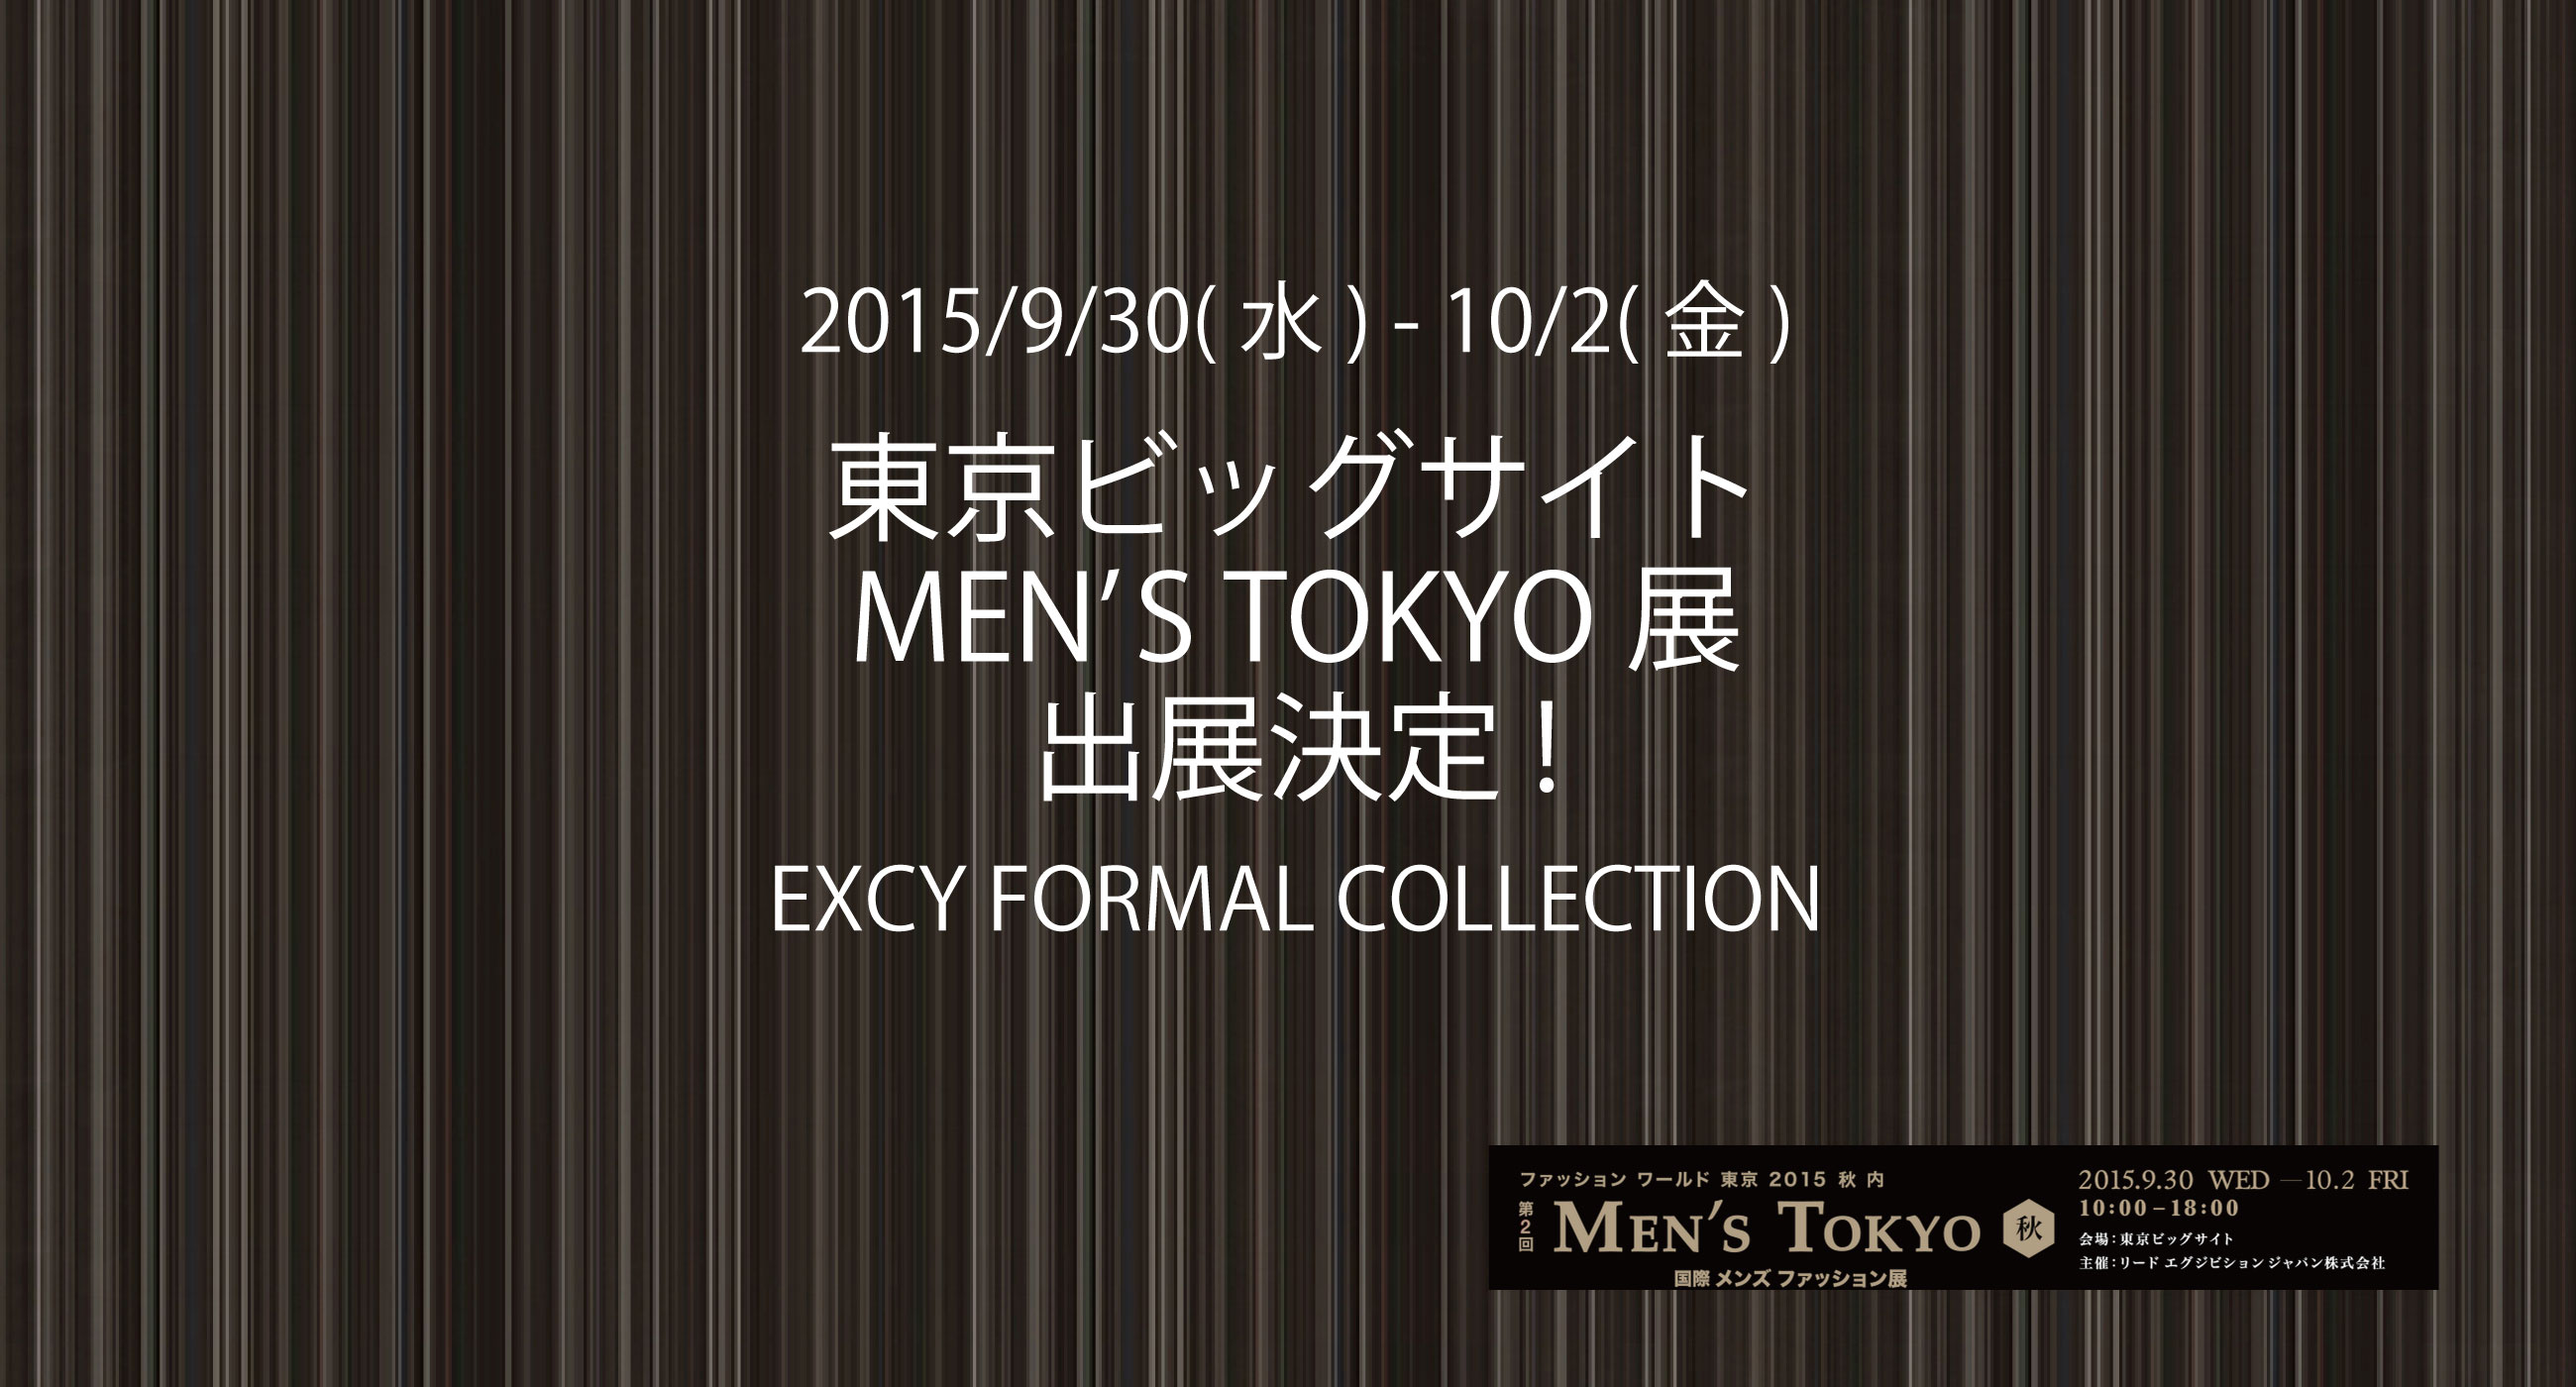 2015/9/30( 水 ) - 10/2( 金 )
東京ビッグサイト
MEN’S TOKYO 展
出展決定！
EXCY FORMAL COLLECTION
ファッション ワールド 東京 2015 秋 内
第2回
MEN’S TOKYO
秋
国際 メンズ ファッション展
2015.9.30 WED —10.2 FRI
10:00–18:00
会場：東京ビッグサイト
主催：リード エグジビション ジャパン株式会社